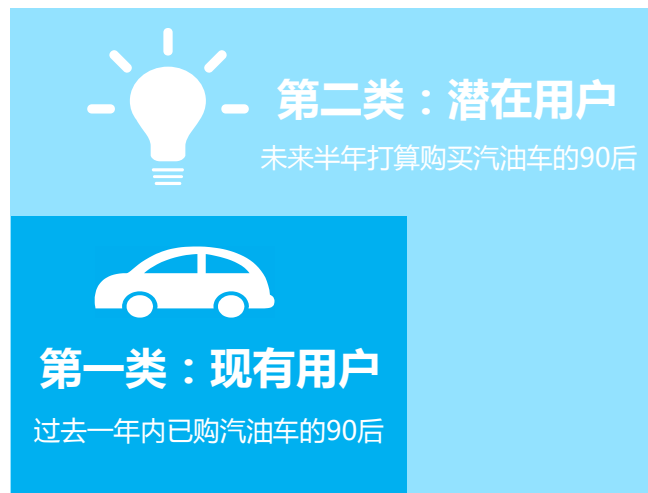 第二类：潜在用户
未来半年打算购买汽油车的90后
第一类：现有用户
过去一年内已购汽油车的90后